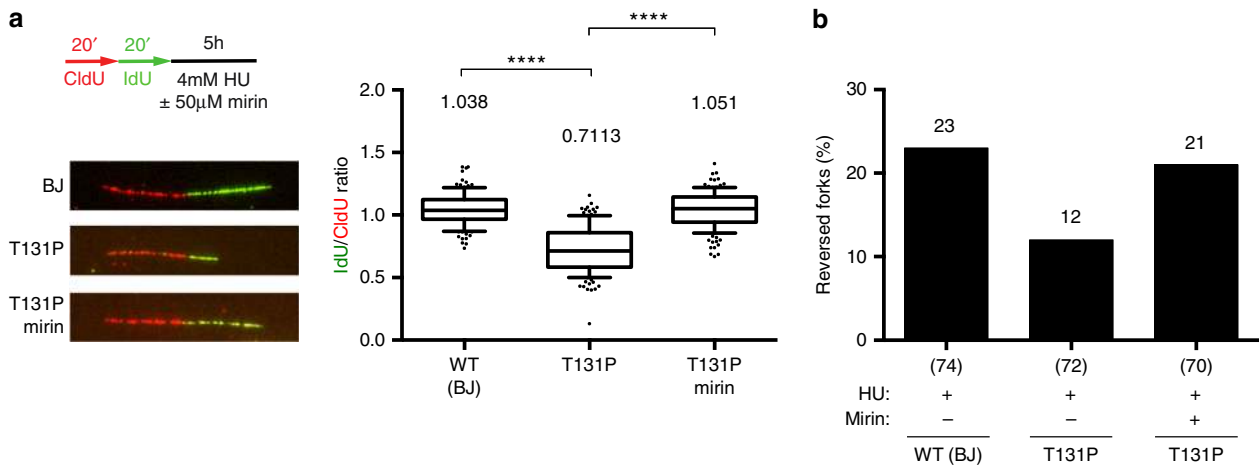 a
20′ 20′ 5h
CldU IdU 4mM HU
± 50μM mirin
BJ
T131P
T131P
mirin
****
****
IdU/CldU ratio
2.0
1.5
1.0
0.5
0.0
1.038
0.7113
1.051
WT
(BJ)
T131P
T131P
mirin
b
Reversed forks (%)
30
20
10
0
23
12
21
(74) (72) (70)
HU: + + +
Mirin: – – +
WT (BJ) T131P T131P